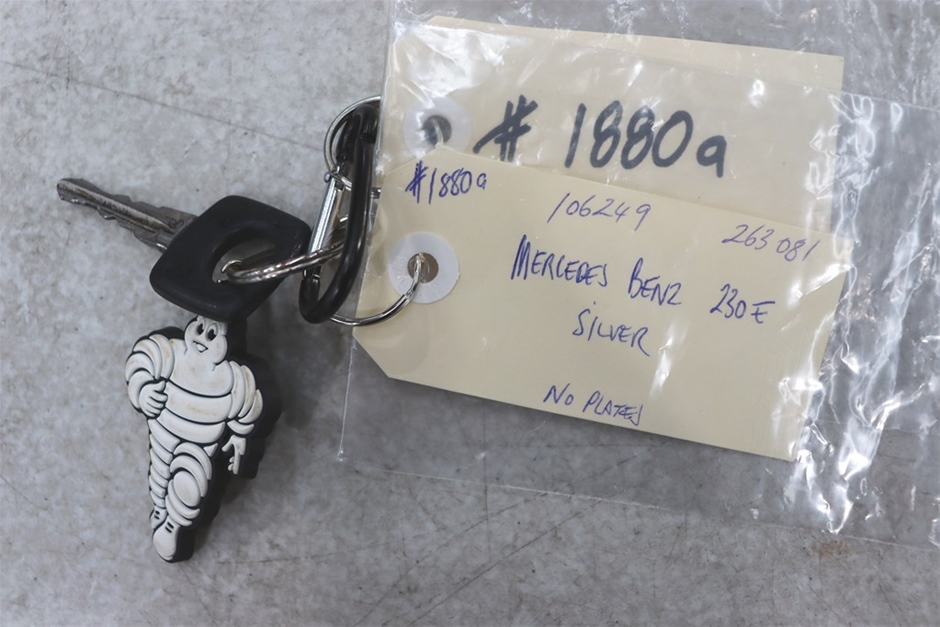 # 1880a
#1880a
106249
263081
MERCEDES BENZ 230E
SILVER
NO PLATES